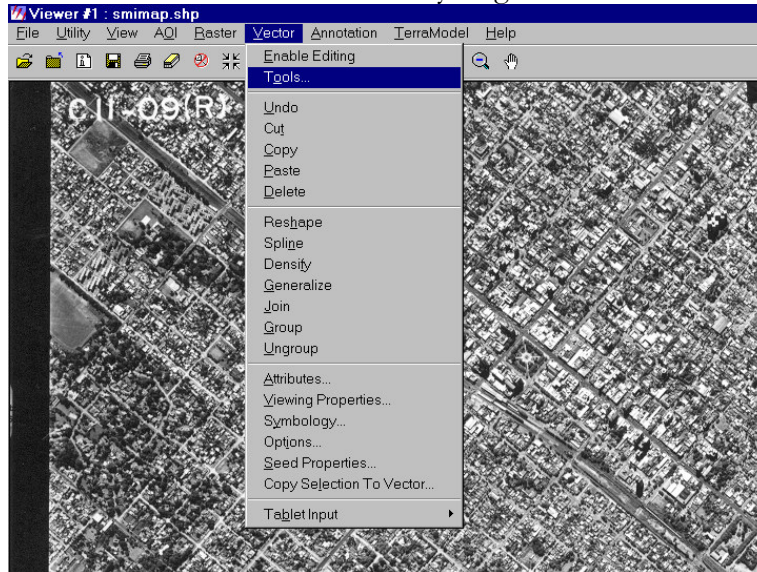 Viewer #1 : smimap.shp
File Utility View AOI Raster Vector Annotation TerraModel Help
Enable Editing
Tools...
C11-09(R)
Undo
Cut
Copy
Paste
Delete
Reshape
Spline
Densify
Generalize
Join
Group
Ungroup
Attributes...
Viewing Properties...
Symbology...
Options...
Seed Properties...
Copy Selection To Vector...
Tablet Input